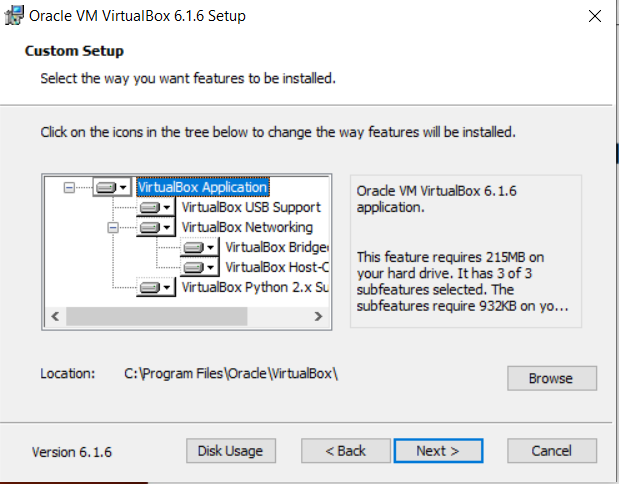 Oracle VM VirtualBox 6.1.6 Setup
Custom Setup
Select the way you want features to be installed.
Click on the icons in the tree below to change the way features will be installed.
VirtualBox Application
VirtualBox USB Support
VirtualBox Networking
VirtualBox Bridge
VirtualBox Host-C
VirtualBox Python 2.x Su
Oracle VM VirtualBox 6.1.6
application.
This feature requires 215MB on
your hard drive. It has 3 of 3
subfeatures selected. The
subfeatures require 932KB on yo...
Location: C:\Program Files\Oracle\VirtualBox\
Browse
Version 6.1.6
Disk Usage
< Back
Next >
Cancel